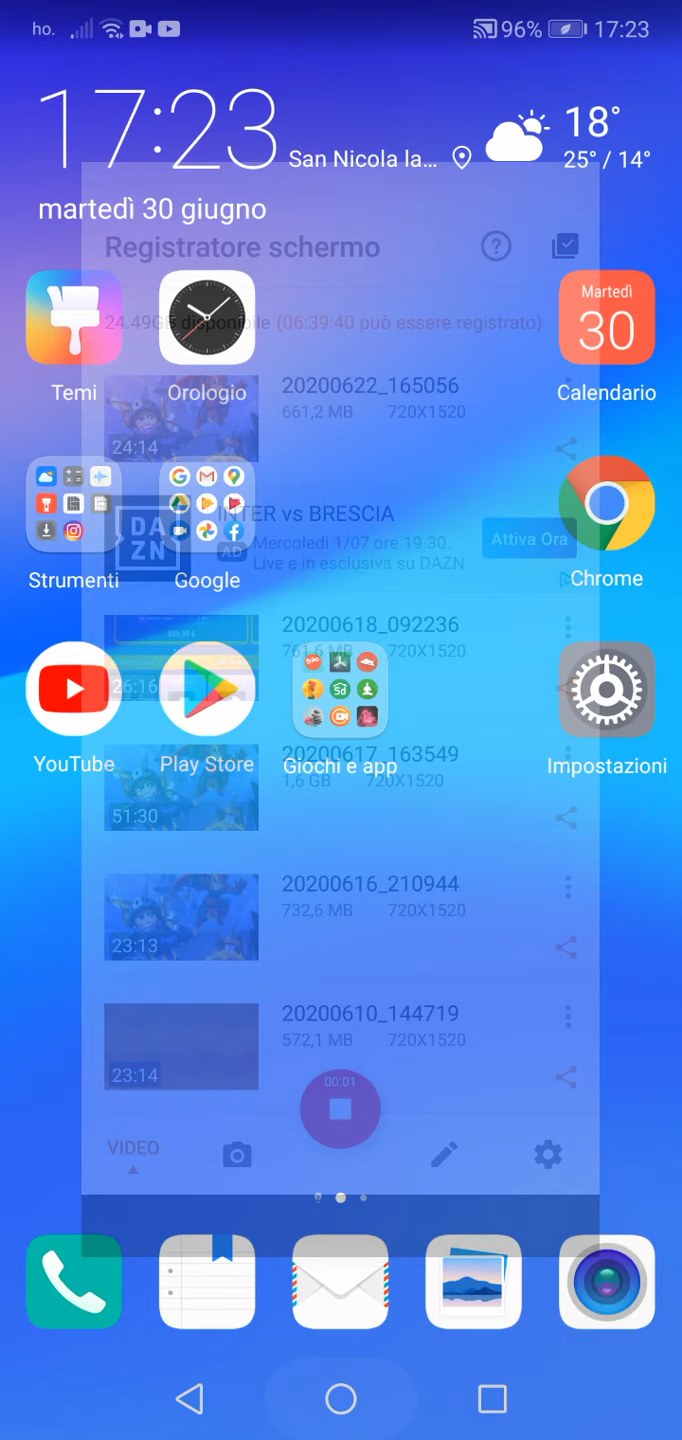 ho.
96%
17:23
17:23
San Nicola la...
18°
25° / 14°
martedì 30 giugno
Registratore schermo
24.49GB disponibile (06:39:40 può essere registrato)
Martedì
30
Temi
Orologio
Calendario
20200622_165056
661,2 MB
720X1520
24:14
DA
ZN
INTER vs BRESCIA
AD
Mercoledì 1/07 ore 19.30.
Live e in esclusiva su DAZN
Attiva Ora
Strumenti
Google
Chrome
20200618_092236
761,6 MB
720X1520
109,99 €
26:16
YouTube
Play Store
Giochi e app
Impostazioni
20200617_163549
1,6 GB
720X1520
51:30
20200616_210944
732,6 MB
720X1520
23:13
20200610_144719
572,1 MB
720X1520
23:14
00:01
VIDEO